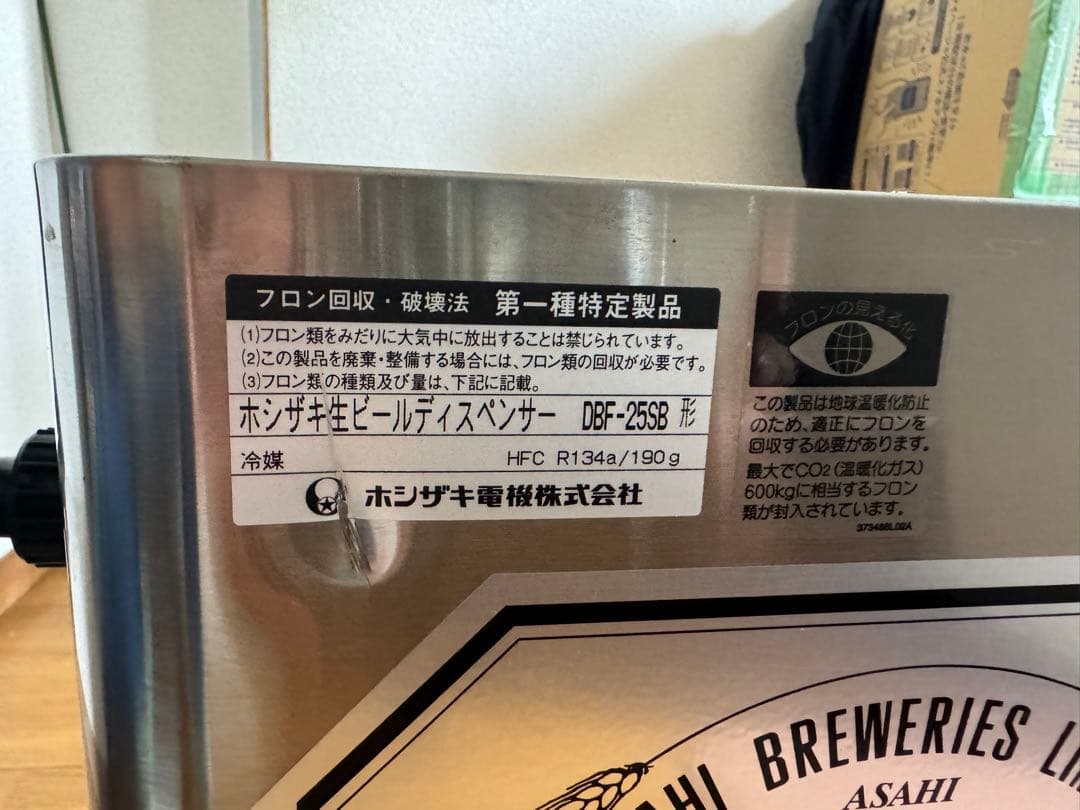 フロン回収・破壊法 第一種特定製品
(1)フロン類をみだりに大気中に放出することは禁じられています。
(2)この製品を廃棄・整備する場合には、フロン類の回収が必要です。
(3)フロン類の種類及び量は、下記に記載。
ホシザキ生ビールディスペンサー DBF-25SB 形
冷媒 HFC R134a/190g
ホシザキ電機株式会社
フロンの見える化
この製品は地球温暖化防止
のため、適正にフロンを
回収する必要があります。
最大でCO2(温暖化ガス)
600kgに相当するフロン
類が封入されています。
373486L02A
AHI BREWERIES LI
ASAHI